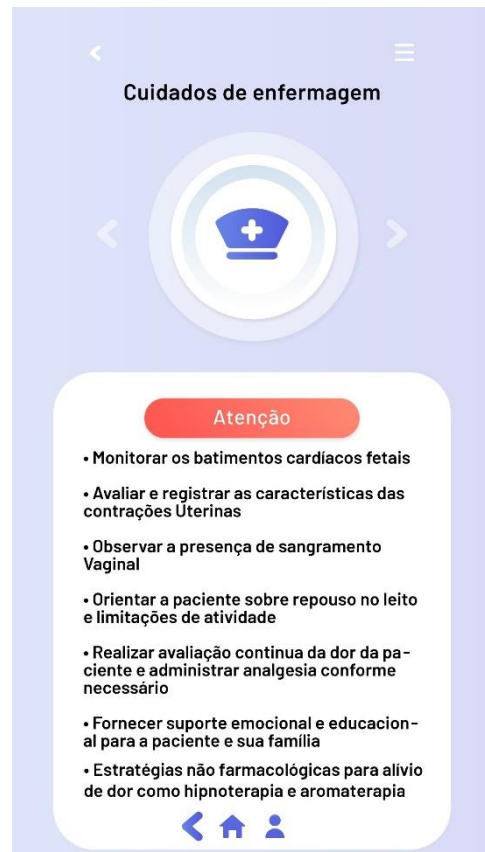 Cuidados de enfermagem
Atenção
• Monitorar os batimentos cardíacos fetais
• Avaliar e registrar as características das
contrações Uterinas
• Observar a presença de sangramento
Vaginal
• Orientar a paciente sobre repouso no leito
e limitações de atividade
• Realizar avaliação continua da dor da pa-
ciente e administrar analgesia conforme
necessário
• Fornecer suporte emocional e educacion-
al para a paciente e sua família
• Estratégias não farmacológicas para alívio
de dor como hipnoterapia e aromaterapia